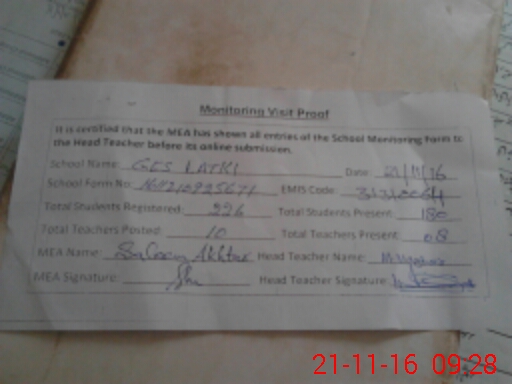 Monitoring Visit Proof
It is certified that the MEA has shown all entries of the School Monitoring Form to
the Head Teacher before its online submission.
School Name: GES LATKI Date: 21/11/16
School Form No: EMIS Code:
Total Students Registered: 226 Total Students Present: 180
Total Teachers Posted: 10 Total Teachers Present: 08
MEA Name: Saleem Akhtar Head Teacher Name:
MEA Signature: Head Teacher Signature:
21-11-16 09:28